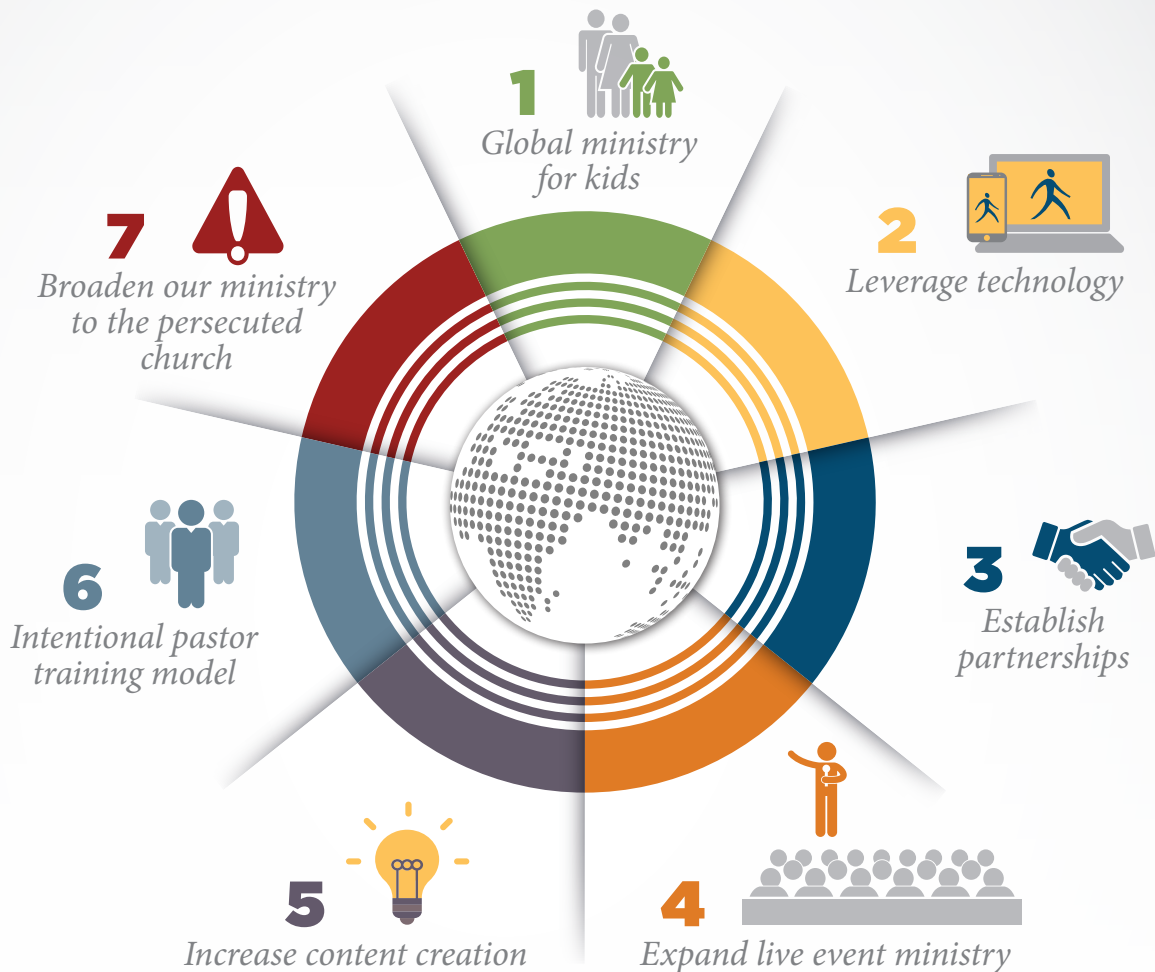 1
Global ministry
for kids
2
Leverage technology
3
Establish
partnerships
4
Expand live event ministry
5
Increase content creation
6
Intentional pastor
training model
7
Broaden our ministry
to the persecuted
church